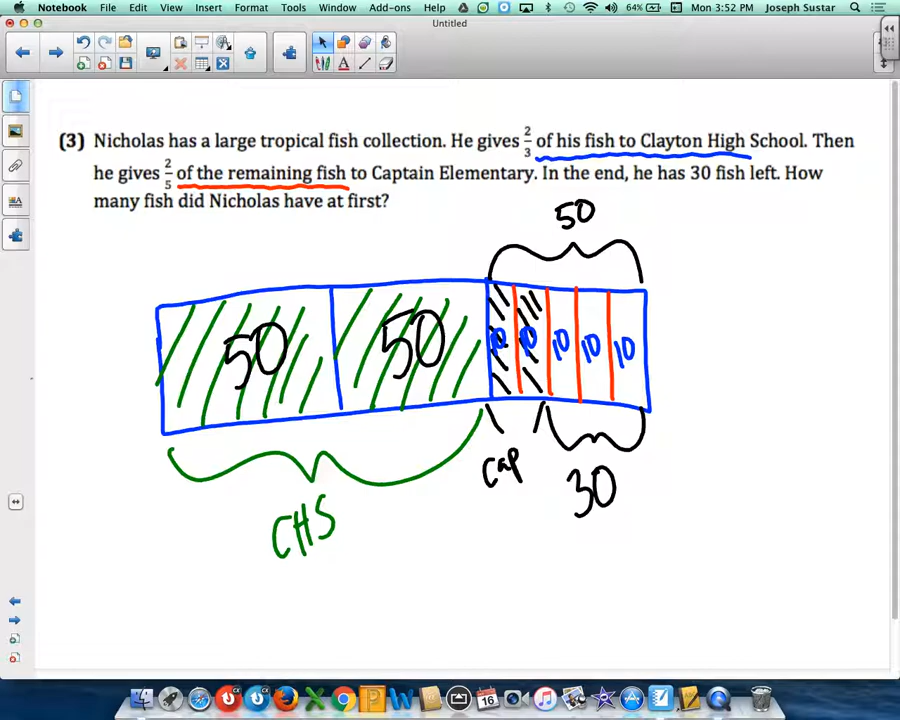 Notebook File Edit View Insert Format Tools Window Add-ons Help 64% Mon 3:52 PM Joseph Sustar
Untitled
(3) Nicholas has a large tropical fish collection. He gives 2/3 of his fish to Clayton High School. Then
he gives 2/5 of the remaining fish to Captain Elementary. In the end, he has 30 fish left. How
many fish did Nicholas have at first?
50
50 50 10 10 10 10 10
Cap 30
CHS